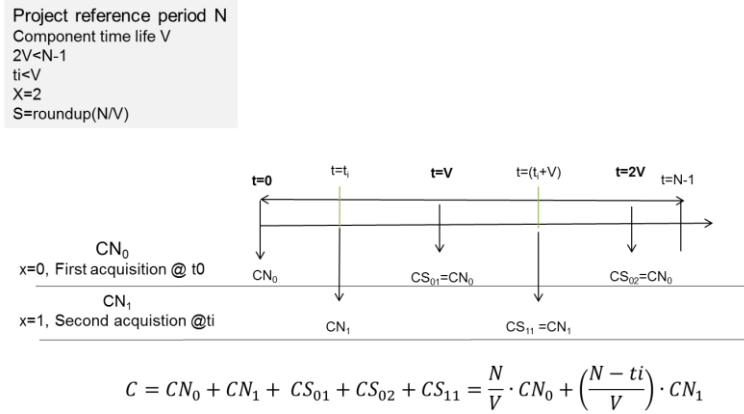 Project reference period N
Component time life V
2V<N-1
ti<V
X=2
S=roundup(N/V)
t=0 t=tᵢ t=V t=(tᵢ+V) t=2V t=N-1
CN₀
x=0, First acquisition @ t0
CN₀ CS₀₁=CN₀ CS₀₂=CN₀
CN₁
x=1, Second acquistion @ti
CN₁ CS₁₁ =CN₁
C = CN₀ + CN₁ + CS₀₁ + CS₀₂ + CS₁₁ = N/V · CN₀ + ((N − ti)/V) · CN₁